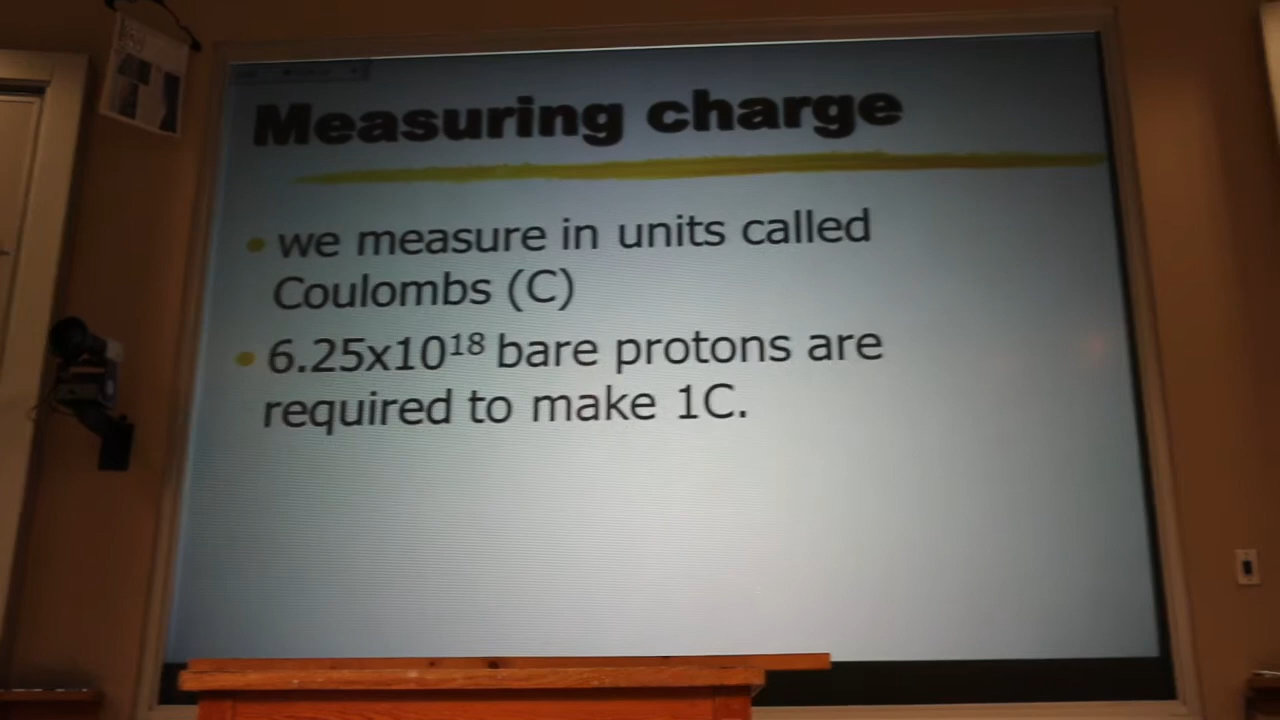 Measuring charge
we measure in units called
Coulombs (C)
6.25x10¹⁸ bare protons are
required to make 1C.